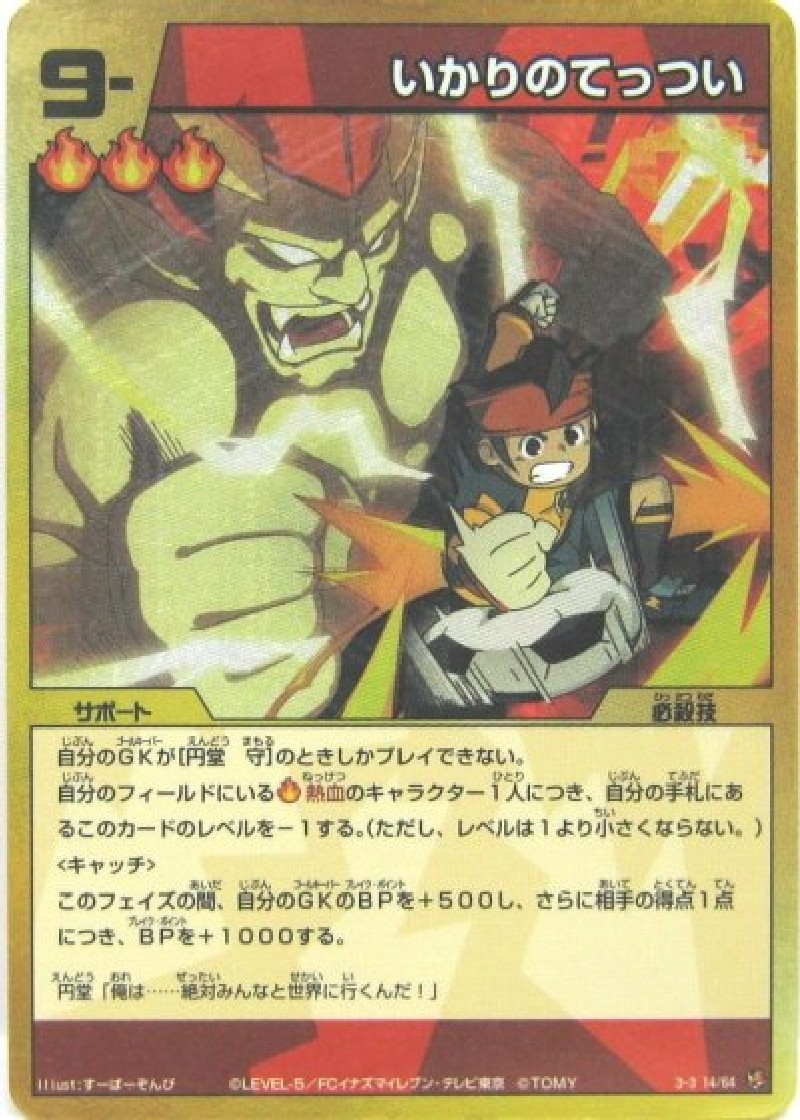 9-
いかりのてっつい
サポート
必殺技
自分のGKが[円堂 守]のときしかプレイできない。
自分のフィールドにいる熱血のキャラクター1人につき、自分の手札にあ
るこのカードのレベルを-1する。(ただし、レベルは1より小さくならない。)
<キャッチ>
このフェイズの間、自分のGKのBPを+500し、さらに相手の得点1点
につき、BPを+1000する。
円堂「俺は……絶対みんなと世界に行くんだ!」
Illust:すーぱーぞんび ©LEVEL-5/FCイナズマイレブン・テレビ東京 ©TOMY 3-3 14/64